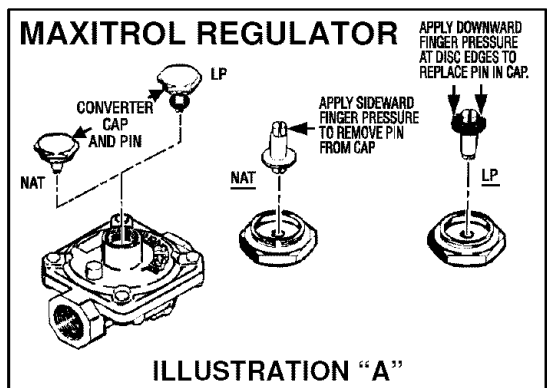 MAXITROL REGULATOR
APPLY DOWNWARD
FINGER PRESSURE
AT DISC EDGES TO
REPLACE PIN IN CAP.
LP
CONVERTER
CAP
AND PIN
NAT
APPLY SIDEWARD
FINGER PRESSURE
TO REMOVE PIN
FROM CAP
NAT
LP
ILLUSTRATION “A”